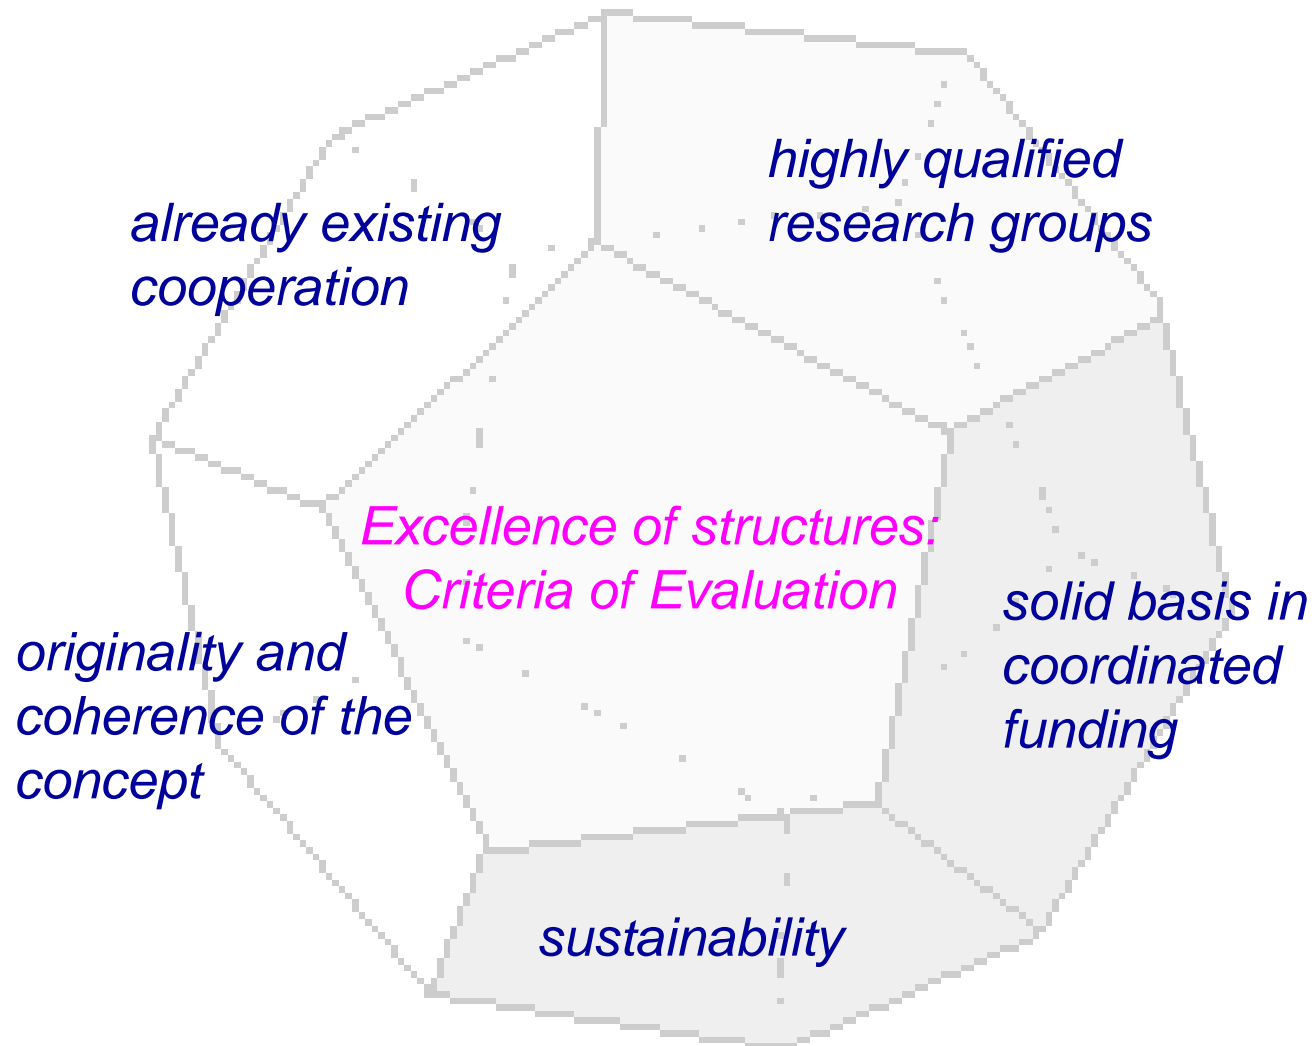 highly qualified
research groups
already existing
cooperation
Excellence of structures:
Criteria of Evaluation
solid basis in
coordinated
funding
originality and
coherence of the
concept
sustainability